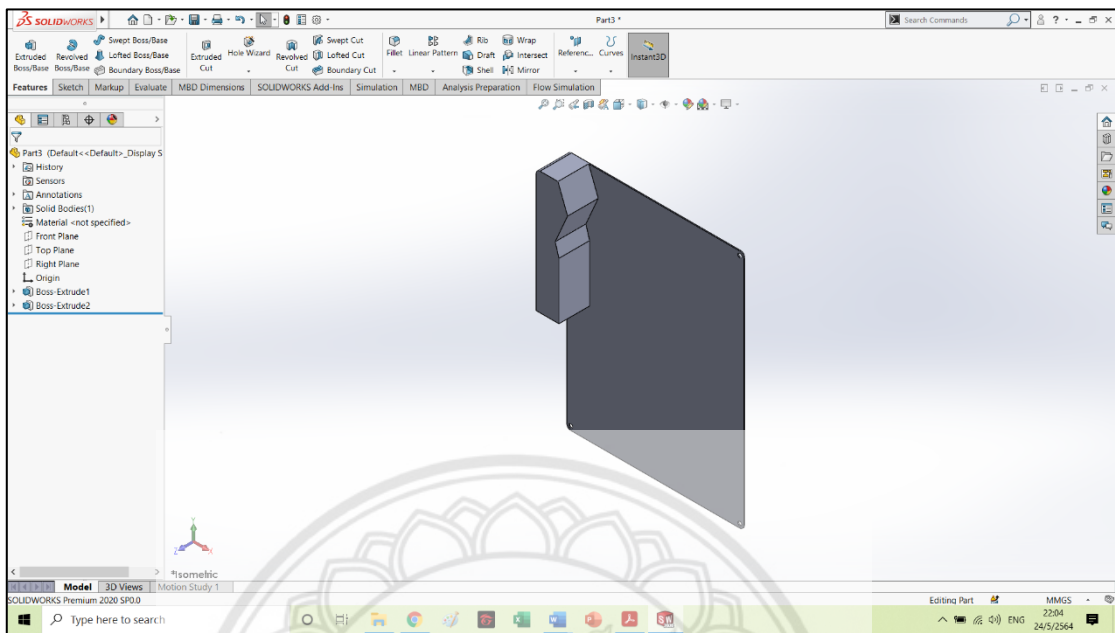 SOLIDWORKS
Part3 *
Search Commands
Extruded Boss/Base
Revolved Boss/Base
Swept Boss/Base
Lofted Boss/Base
Boundary Boss/Base
Extruded Cut
Hole Wizard
Revolved Cut
Swept Cut
Lofted Cut
Boundary Cut
Fillet
Linear Pattern
Rib
Draft
Shell
Wrap
Intersect
Mirror
Referenc...
Curves
Instant3D
Features Sketch Markup Evaluate MBD Dimensions SOLIDWORKS Add-Ins Simulation MBD Analysis Preparation Flow Simulation
Part3 (Default<<Default>_Display S
History
Sensors
Annotations
Solid Bodies(1)
Material <not specified>
Front Plane
Top Plane
Right Plane
Origin
Boss-Extrude1
Boss-Extrude2
*Isometric
Model 3D Views Motion Study 1
SOLIDWORKS Premium 2020 SP0.0
Editing Part
MMGS
Type here to search
ENG
22:04
24/5/2564